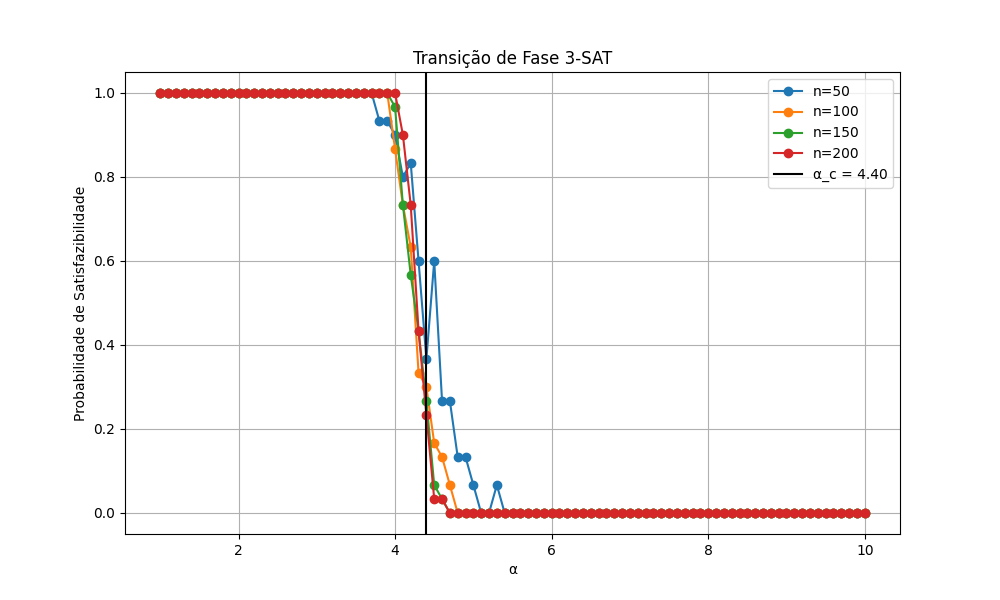 Transição de Fase 3-SAT
n=50
n=100
n=150
n=200
α_c = 4.40
Probabilidade de Satisfazibilidade
1.0
0.8
0.6
0.4
0.2
0.0
2
4
6
8
10
α